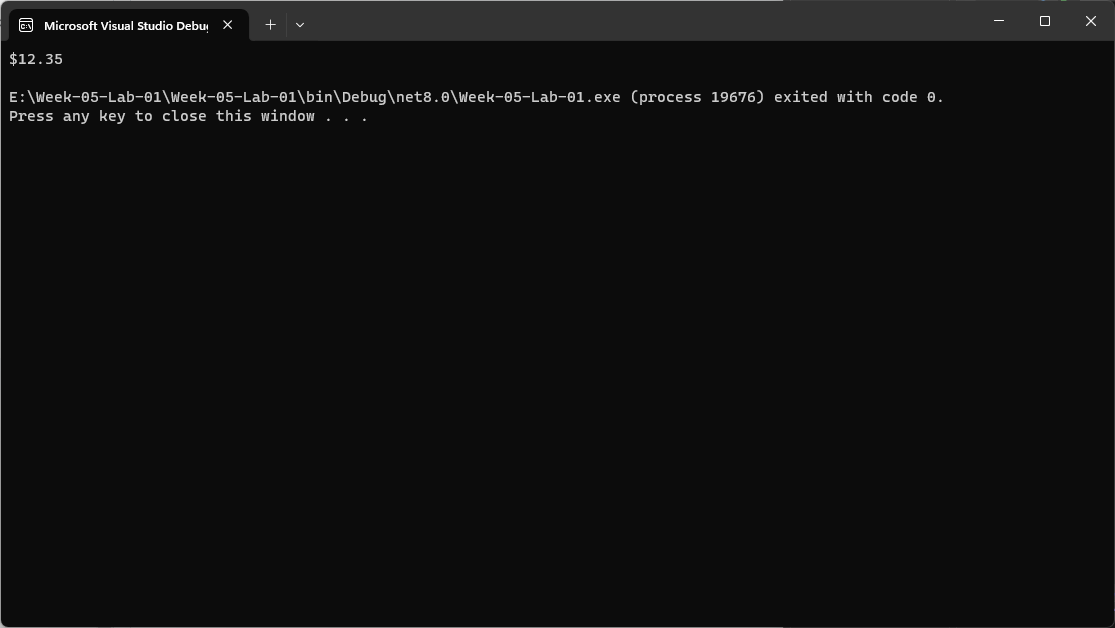 Microsoft Visual Studio Debug
$12.35
E:\Week-05-Lab-01\Week-05-Lab-01\bin\Debug\net8.0\Week-05-Lab-01.exe (process 19676) exited with code 0.
Press any key to close this window . . .